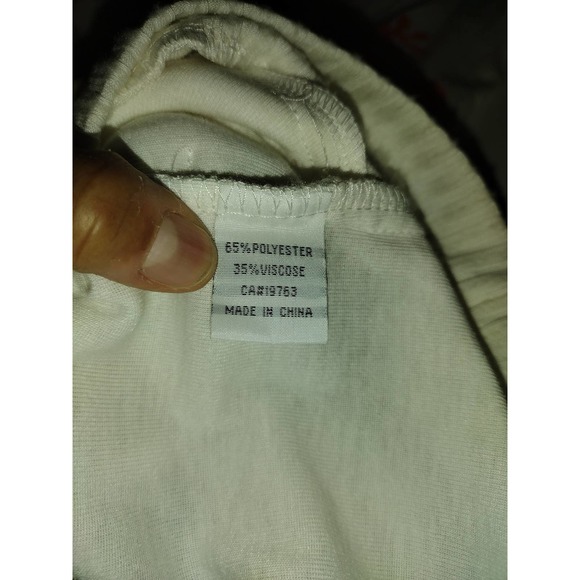 65%POLYESTER
35%VISCOSE
CA#19763
MADE IN CHINA